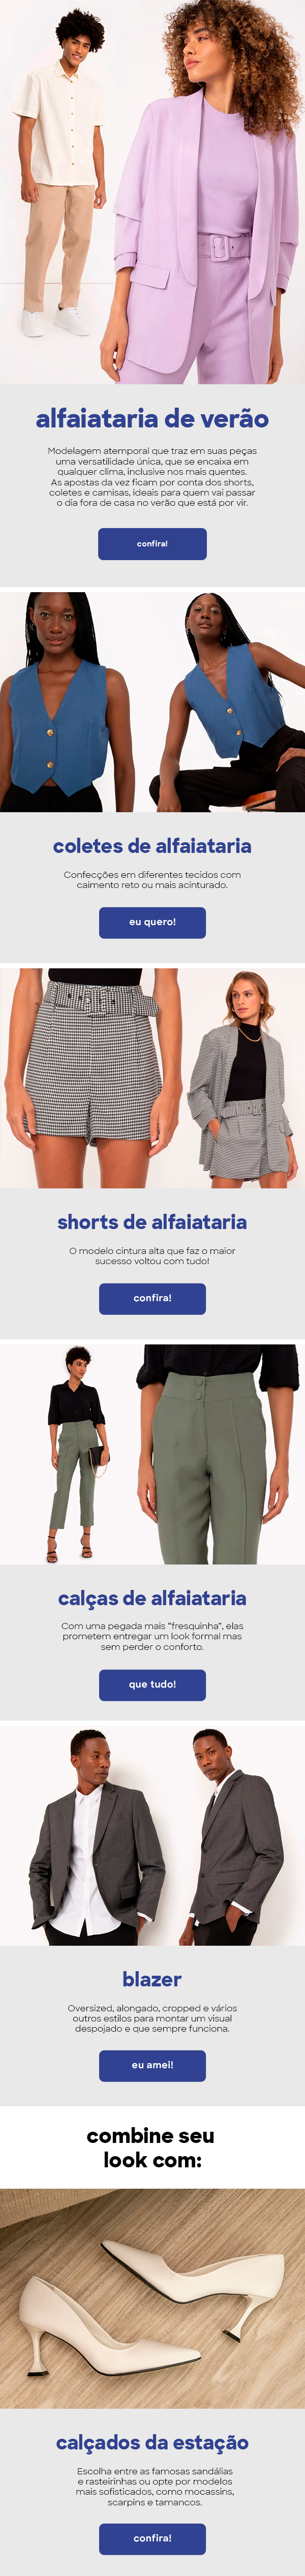 alfaiataria de verão
Modelagem atemporal que traz em suas peças
uma versatilidade única, que se encaixa em
qualquer clima, inclusive nos mais quentes.
As apostas da vez ficam por conta dos shorts,
coletes e camisas, ideais para quem vai passar
o dia fora de casa no verão que está por vir.
confira!
coletes de alfaiataria
Confecções em diferentes tecidos com
caimento reto ou mais acinturado.
eu quero!
shorts de alfaiataria
O modelo cintura alta que faz o maior
sucesso voltou com tudo!
confira!
calças de alfaiataria
Com uma pegada mais “fresquinha”, elas
prometem entregar um look formal mas
sem perder o conforto.
que tudo!
blazer
Oversized, alongado, cropped e vários
outros estilos para montar um visual
despojado e que sempre funciona.
eu amei!
combine seu
look com:
calçados da estação
Escolha entre as famosas sandálias
e rasteirinhas ou opte por modelos
mais sofisticados, como mocassins,
scarpins e tamancos.
confira!